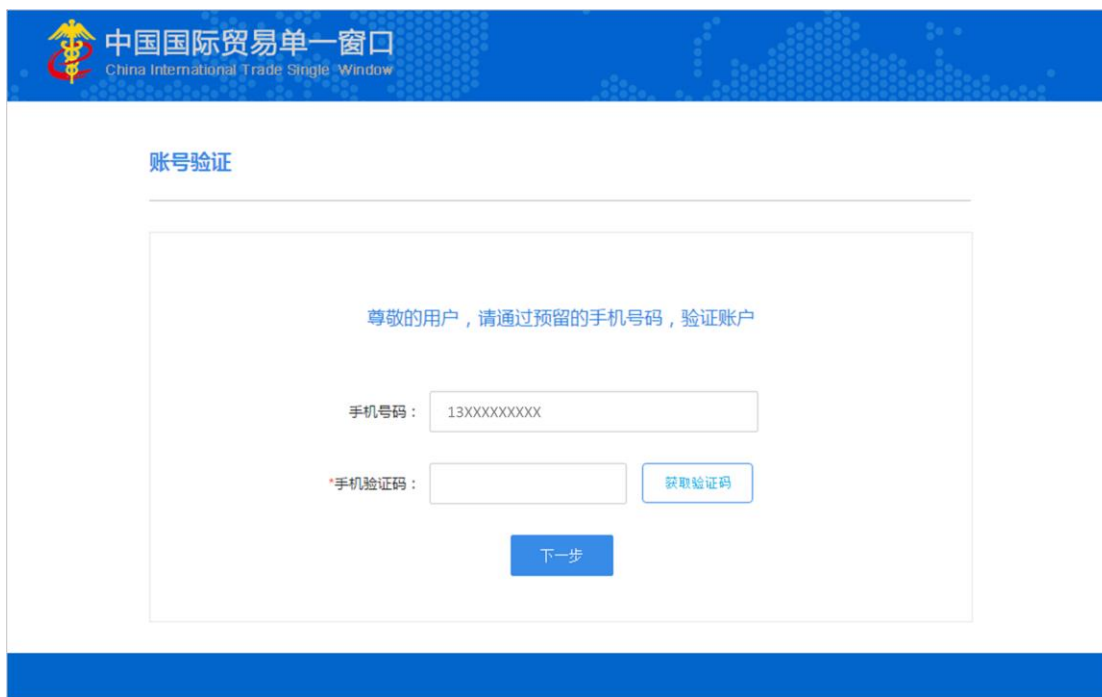 中国国际贸易单一窗口
China International Trade Single Window
账号验证
尊敬的用户，请通过预留的手机号码，验证账户
手机号码： 13XXXXXXXXX
*手机验证码： 获取验证码
下一步